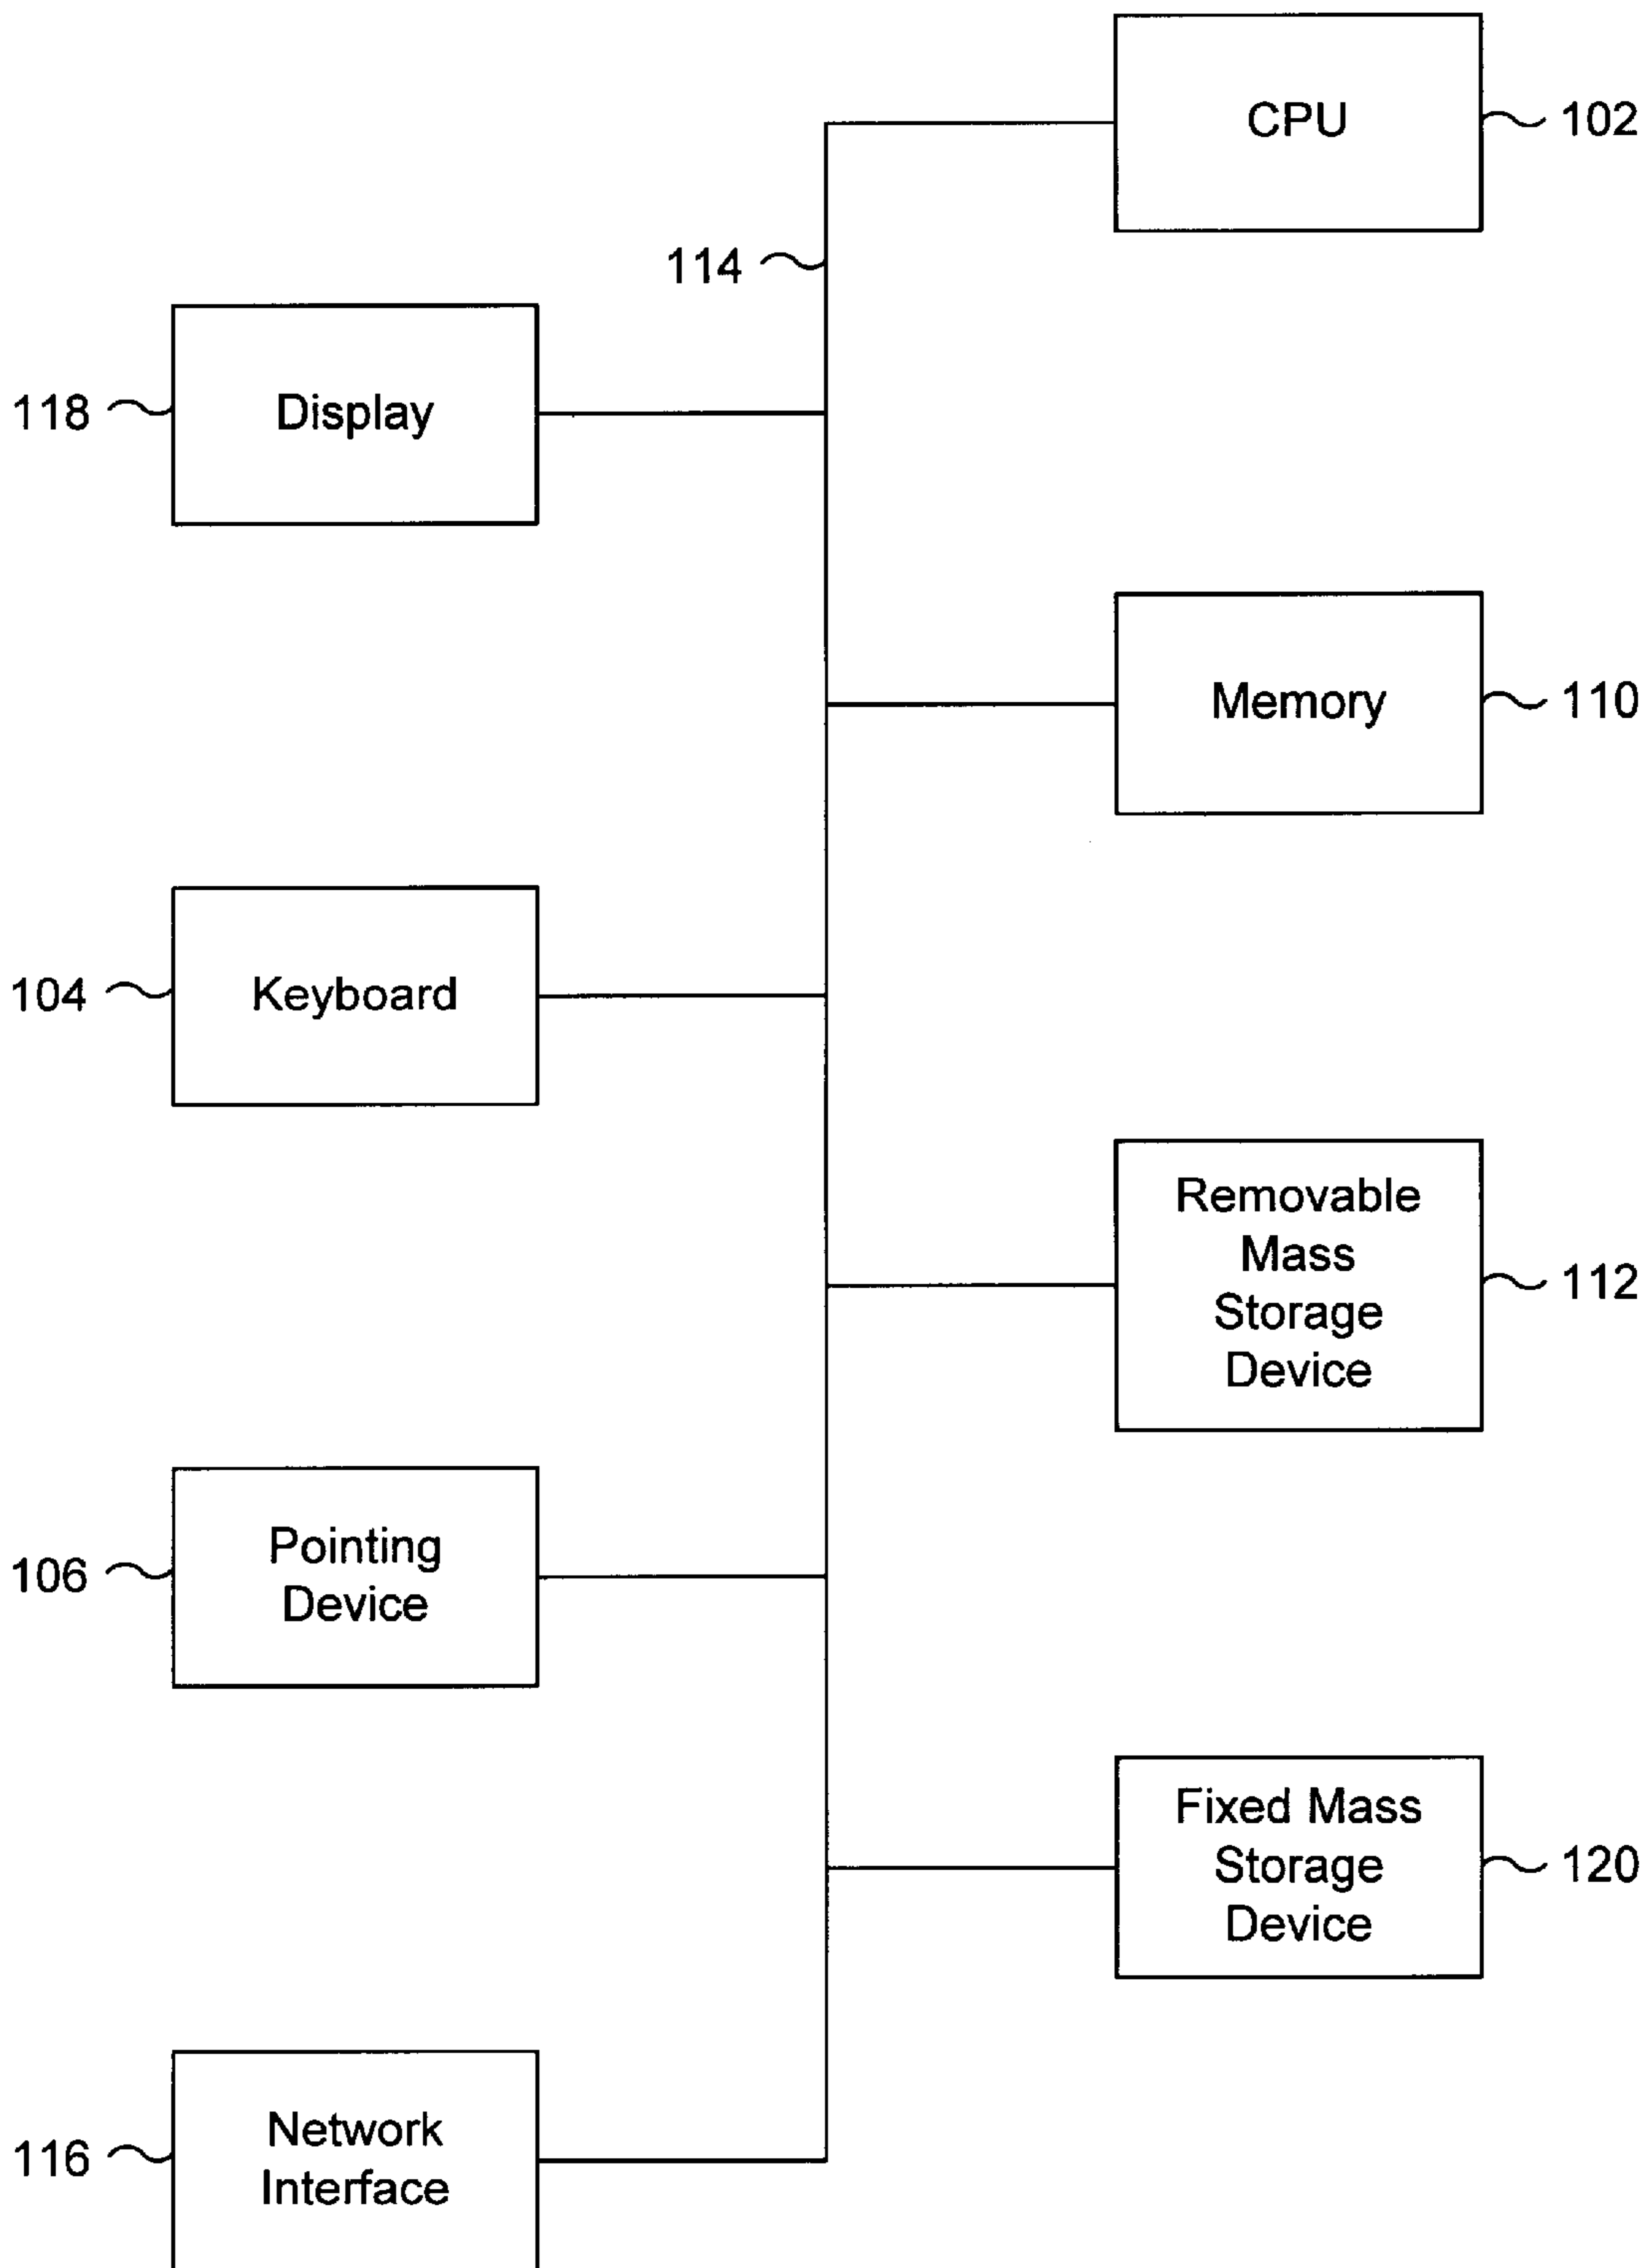 CPU
102
114
118
Display
Memory
110
104
Keyboard
Removable
Mass
Storage
Device
112
106
Pointing
Device
Fixed Mass
Storage
Device
120
116
Network
Interface